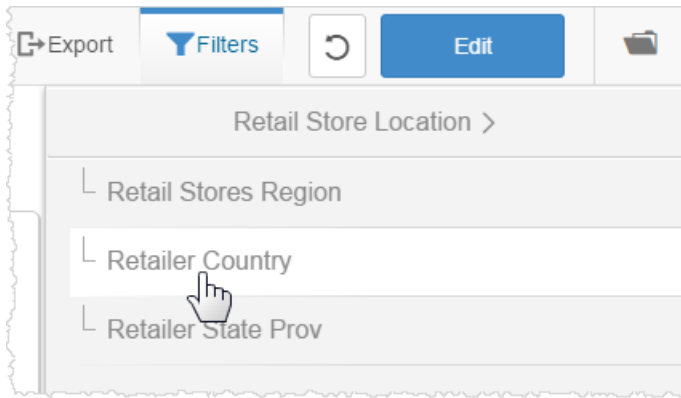 Export Filters Edit
Retail Store Location >
Retail Stores Region
Retailer Country
Retailer State Prov